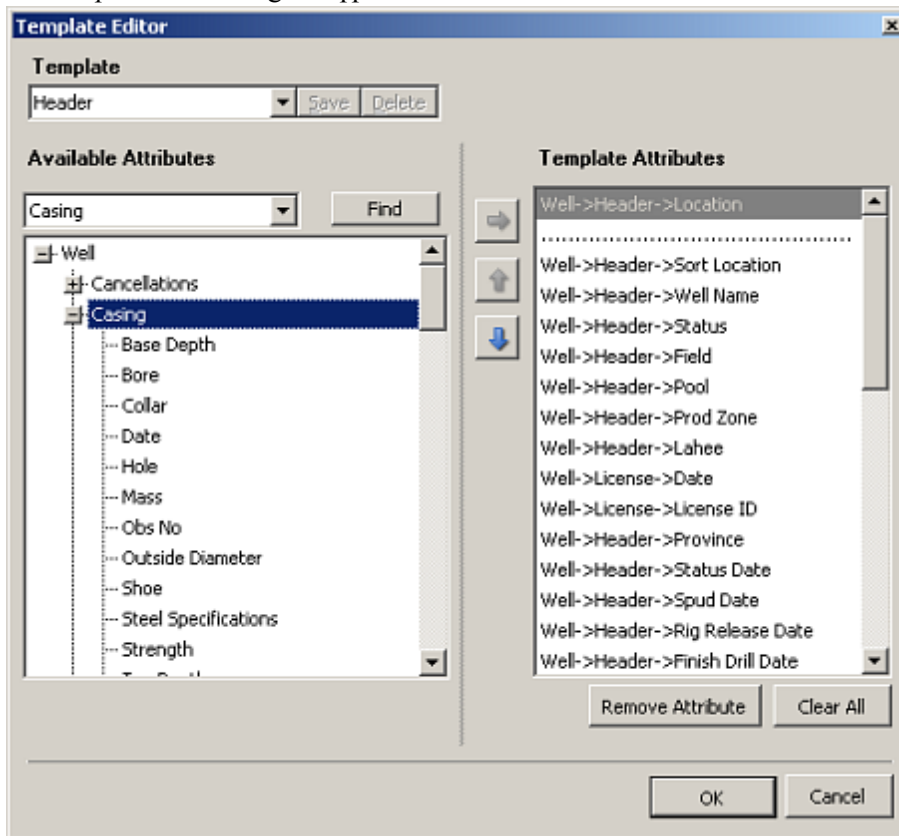 Template Editor
Template
Header
Save
Delete
Available Attributes
Casing
Find
Well
Cancellations
Casing
Base Depth
Bore
Collar
Date
Hole
Mass
Obs No
Outside Diameter
Shoe
Steel Specifications
Strength
Template Attributes
Well->Header->Location
Well->Header->Sort Location
Well->Header->Well Name
Well->Header->Status
Well->Header->Field
Well->Header->Pool
Well->Header->Prod Zone
Well->Header->Lahee
Well->License->Date
Well->License->License ID
Well->Header->Province
Well->Header->Status Date
Well->Header->Spud Date
Well->Header->Rig Release Date
Well->Header->Finish Drill Date
Remove Attribute
Clear All
OK
Cancel